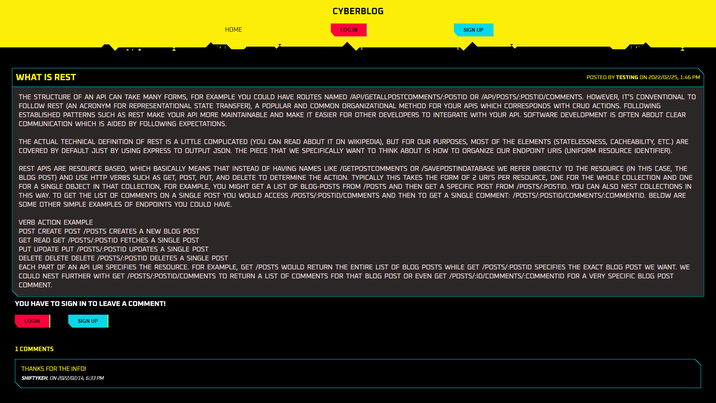 CYBERBLOG
HOME
LOG IN
SIGN UP
WHAT IS REST
POSTED BY TESTING ON 2022/02/25, 1:46 PM
THE STRUCTURE OF AN API CAN TAKE MANY FORMS, FOR EXAMPLE YOU COULD HAVE ROUTES NAMED /API/GETALLPOSTCOMMENTS/:POSTID OR /API/POSTS/:POSTID/COMMENTS. HOWEVER, IT'S CONVENTIONAL TO
FOLLOW REST (AN ACRONYM FOR REPRESENTATIONAL STATE TRANSFER), A POPULAR AND COMMON ORGANIZATIONAL METHOD FOR YOUR APIS WHICH CORRESPONDS WITH CRUD ACTIONS. FOLLOWING
ESTABLISHED PATTERNS SUCH AS REST MAKE YOUR API MORE MAINTAINABLE AND MAKE IT EASIER FOR OTHER DEVELOPERS TO INTEGRATE WITH YOUR API. SOFTWARE DEVELOPMENT IS OFTEN ABOUT CLEAR
COMMUNICATION WHICH IS AIDED BY FOLLOWING EXPECTATIONS.
THE ACTUAL TECHNICAL DEFINITION OF REST IS A LITTLE COMPLICATED (YOU CAN READ ABOUT IT ON WIKIPEDIA), BUT FOR OUR PURPOSES, MOST OF THE ELEMENTS (STATELESSNESS, CACHEABILITY, ETC.) ARE
COVERED BY DEFAULT JUST BY USING EXPRESS TO OUTPUT JSON. THE PIECE THAT WE SPECIFICALLY WANT TO THINK ABOUT IS HOW TO ORGANIZE OUR ENDPOINT URIS (UNIFORM RESOURCE IDENTIFIER).
REST APIS ARE RESOURCE BASED, WHICH BASICALLY MEANS THAT INSTEAD OF HAVING NAMES LIKE /GETPOSTCOMMENTS OR /SAVEPOSTINDATABASE WE REFER DIRECTLY TO THE RESOURCE (IN THIS CASE, THE
BLOG POST) AND USE HTTP VERBS SUCH AS GET, POST, PUT, AND DELETE TO DETERMINE THE ACTION. TYPICALLY THIS TAKES THE FORM OF 2 URI'S PER RESOURCE, ONE FOR THE WHOLE COLLECTION AND ONE
FOR A SINGLE OBJECT IN THAT COLLECTION, FOR EXAMPLE, YOU MIGHT GET A LIST OF BLOG-POSTS FROM /POSTS AND THEN GET A SPECIFIC POST FROM /POSTS/:POSTID. YOU CAN ALSO NEST COLLECTIONS IN
THIS WAY. TO GET THE LIST OF COMMENTS ON A SINGLE POST YOU WOULD ACCESS /POSTS/:POSTID/COMMENTS AND THEN TO GET A SINGLE COMMENT: /POSTS/:POSTID/COMMENTS/:COMMENTID. BELOW ARE
SOME OTHER SIMPLE EXAMPLES OF ENDPOINTS YOU COULD HAVE.
VERB ACTION EXAMPLE
POST CREATE POST /POSTS CREATES A NEW BLOG POST
GET READ GET /POSTS/:POSTID FETCHES A SINGLE POST
PUT UPDATE PUT /POSTS/:POSTID UPDATES A SINGLE POST
DELETE DELETE DELETE /POSTS/:POSTID DELETES A SINGLE POST
EACH PART OF AN API URI SPECIFIES THE RESOURCE. FOR EXAMPLE, GET /POSTS WOULD RETURN THE ENTIRE LIST OF BLOG POSTS WHILE GET /POSTS/:POSTID SPECIFIES THE EXACT BLOG POST WE WANT. WE
COULD NEST FURTHER WITH GET /POSTS/:POSTID/COMMENTS TO RETURN A LIST OF COMMENTS FOR THAT BLOG POST OR EVEN GET /POSTS/:ID/COMMENTS/:COMMENTID FOR A VERY SPECIFIC BLOG POST
COMMENT.
YOU HAVE TO SIGN IN TO LEAVE A COMMENT!
LOGIN
SIGN UP
1 COMMENTS
THANKS FOR THE INFO!
SHIFTYKEN. ON 2022/02/14, 6:33 PM